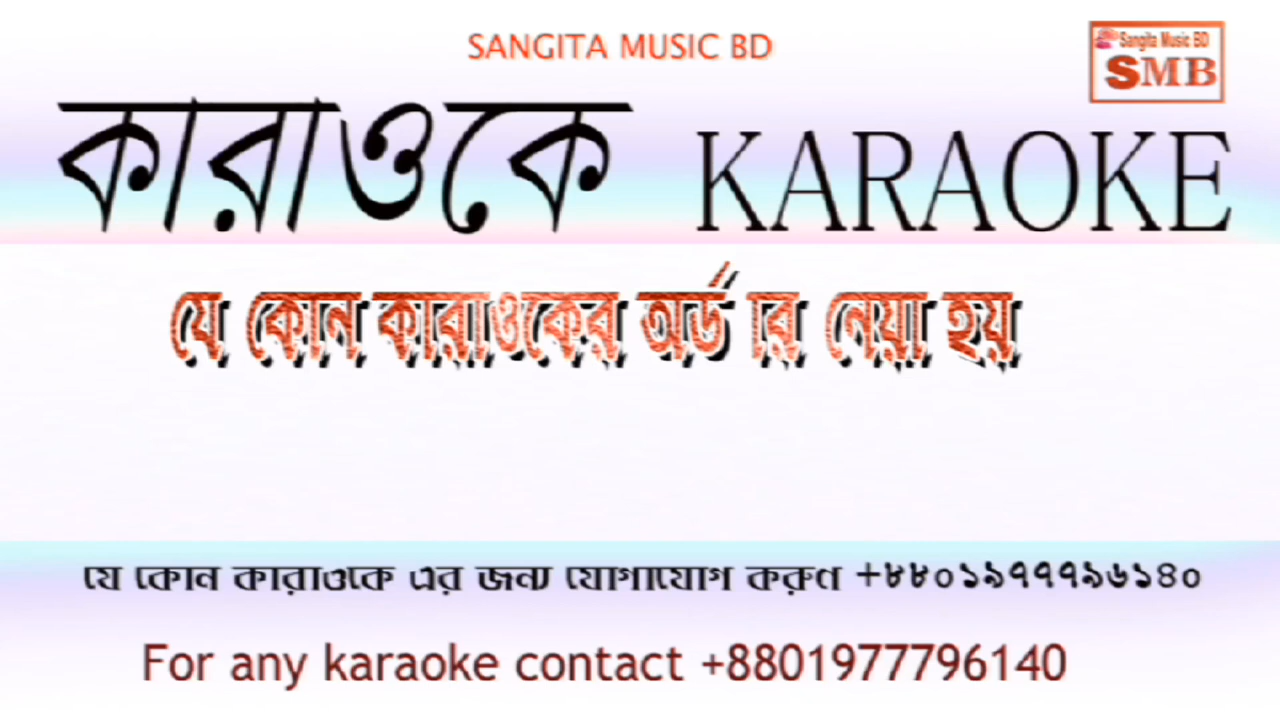 SANGITA MUSIC BD
Sangita Music BD
SMB
কারাওকে KARAOKE
যে কোন কারাওকের অর্ডার নেয়া হয়
যে কোন কারাওকে এর জন্য যোগাযোগ করুণ +৮৮০১৯৭৭৭৯৬১৪০
For any karaoke contact +8801977796140